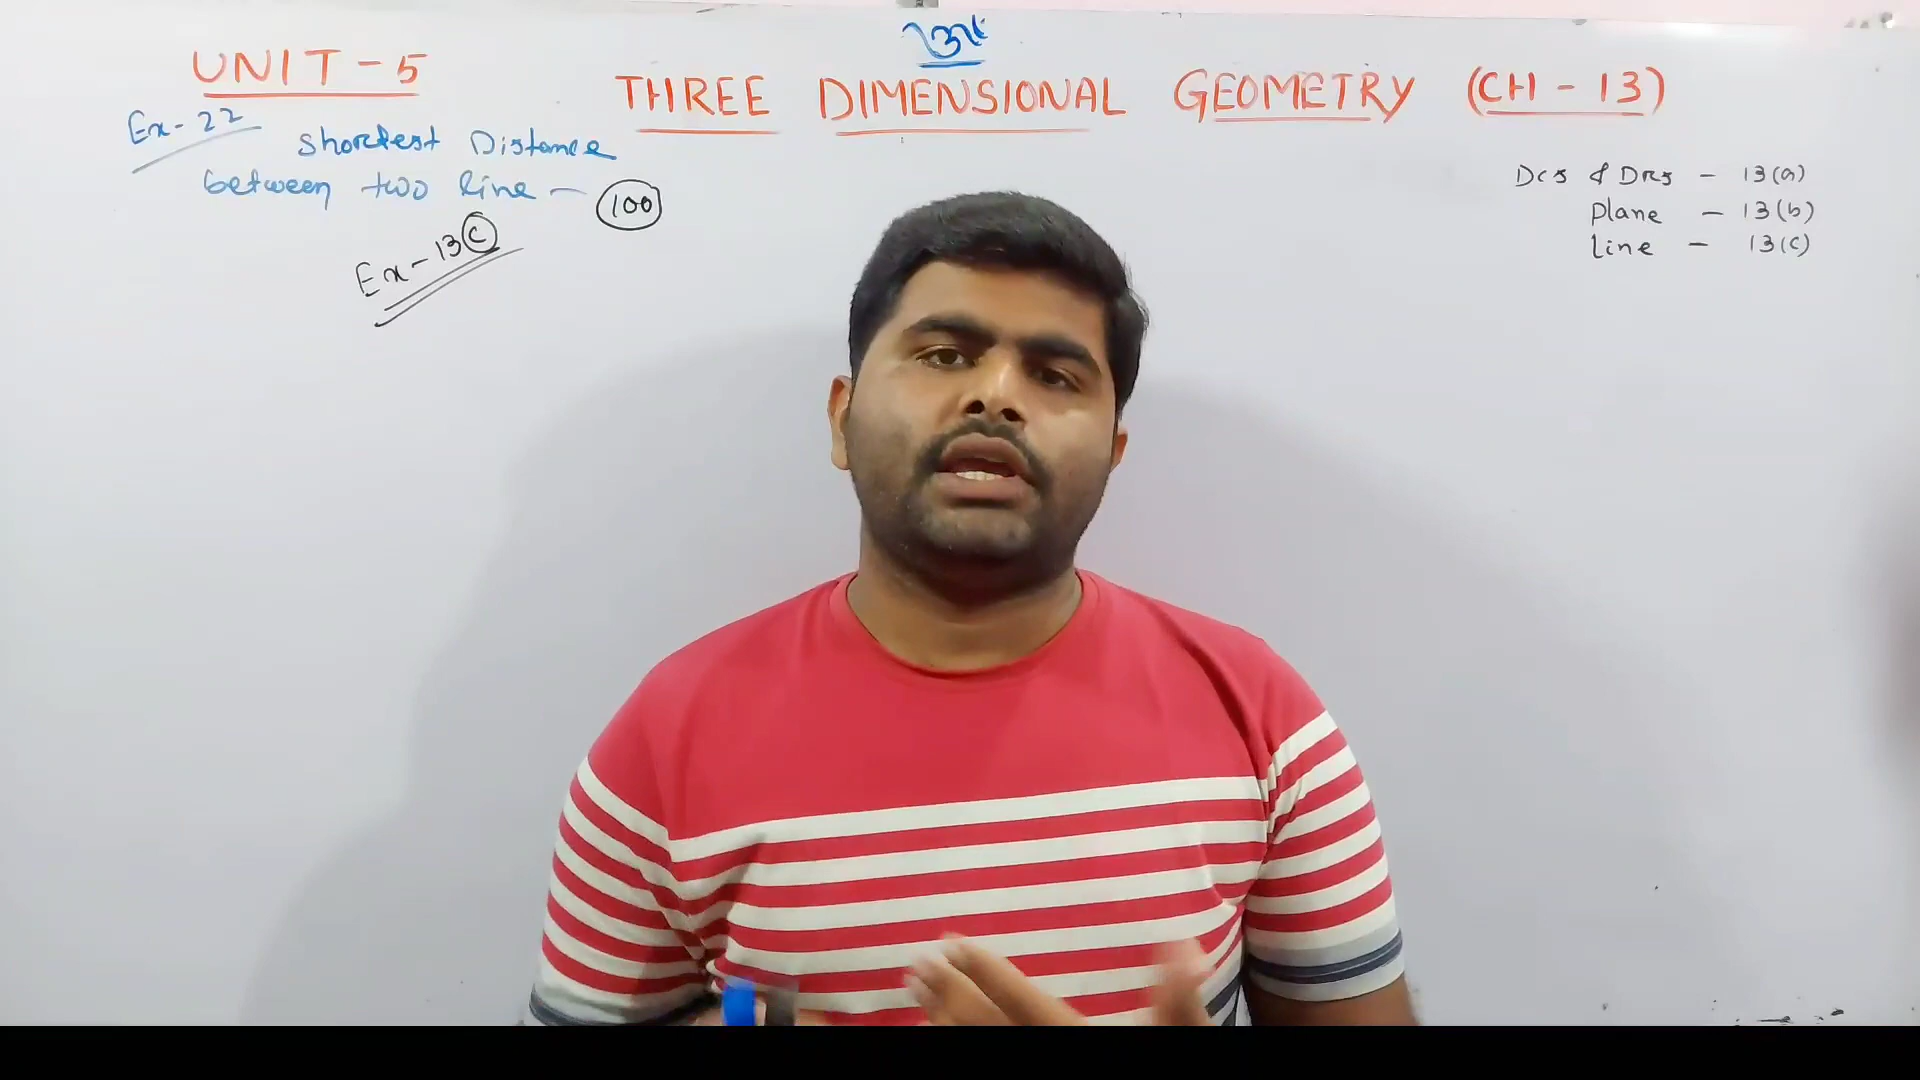 UNIT - 5
THREE DIMENSIONAL GEOMETRY (CH - 13)
Ex - 22
Shortest Distance
between two line — 100
Ex - 13 C
DCs & DRs - 13(a)
plane - 13(b)
line - 13(c)